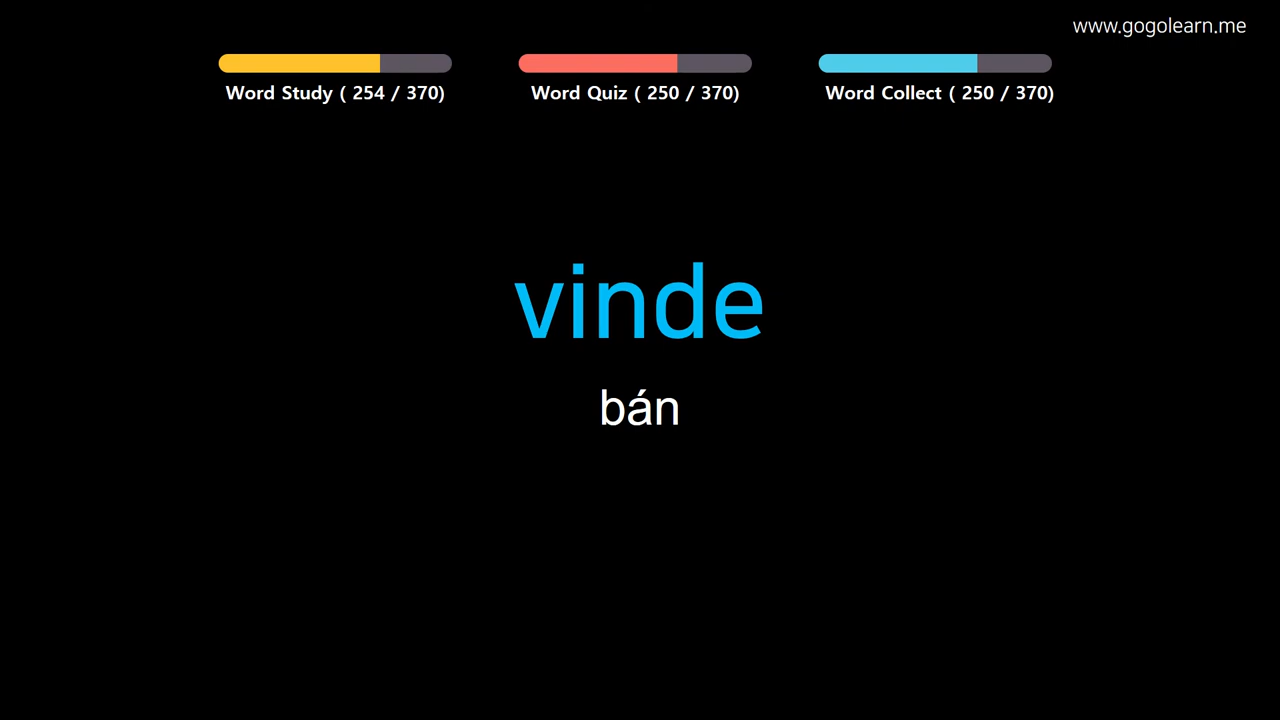 www.gogolearn.me
Word Study ( 254 / 370)
Word Quiz ( 250 / 370)
Word Collect ( 250 / 370)
vinde
bán